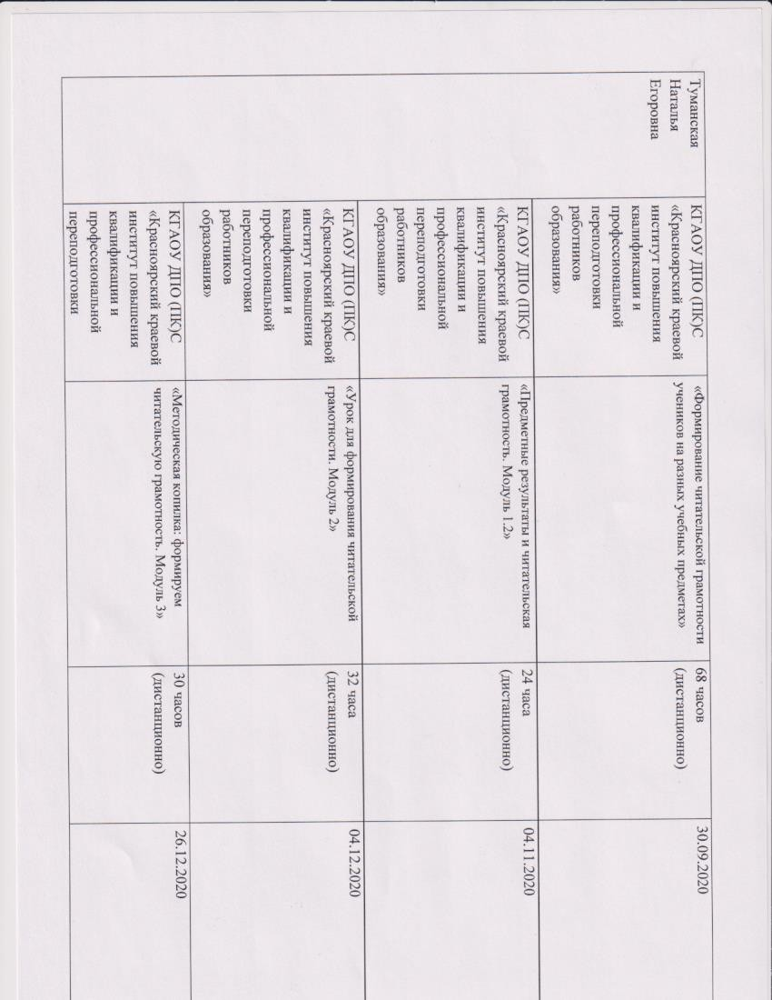 Туманская
Наталья
Егоровна
КГАОУ ДПО (ПК)С
«Красноярский краевой
институт повышения
квалификации и
профессиональной
переподготовки
работников
образования»
«Формирование читательской грамотности
учеников на разных учебных предметах»
68 часов
(дистанционно)
30.09.2020
КГАОУ ДПО (ПК)С
«Красноярский краевой
институт повышения
квалификации и
профессиональной
переподготовки
работников
образования»
«Предметные результаты и читательская
грамотность. Модуль 1.2»
24 часа
(дистанционно)
04.11.2020
КГАОУ ДПО (ПК)С
«Красноярский краевой
институт повышения
квалификации и
профессиональной
переподготовки
работников
образования»
«Урок для формирования читательской
грамотности. Модуль 2»
32 часа
(дистанционно)
04.12.2020
КГАОУ ДПО (ПК)С
«Красноярский краевой
институт повышения
квалификации и
профессиональной
переподготовки
«Методическая копилка: формируем
читательскую грамотность. Модуль 3»
30 часов
(дистанционно)
26.12.2020